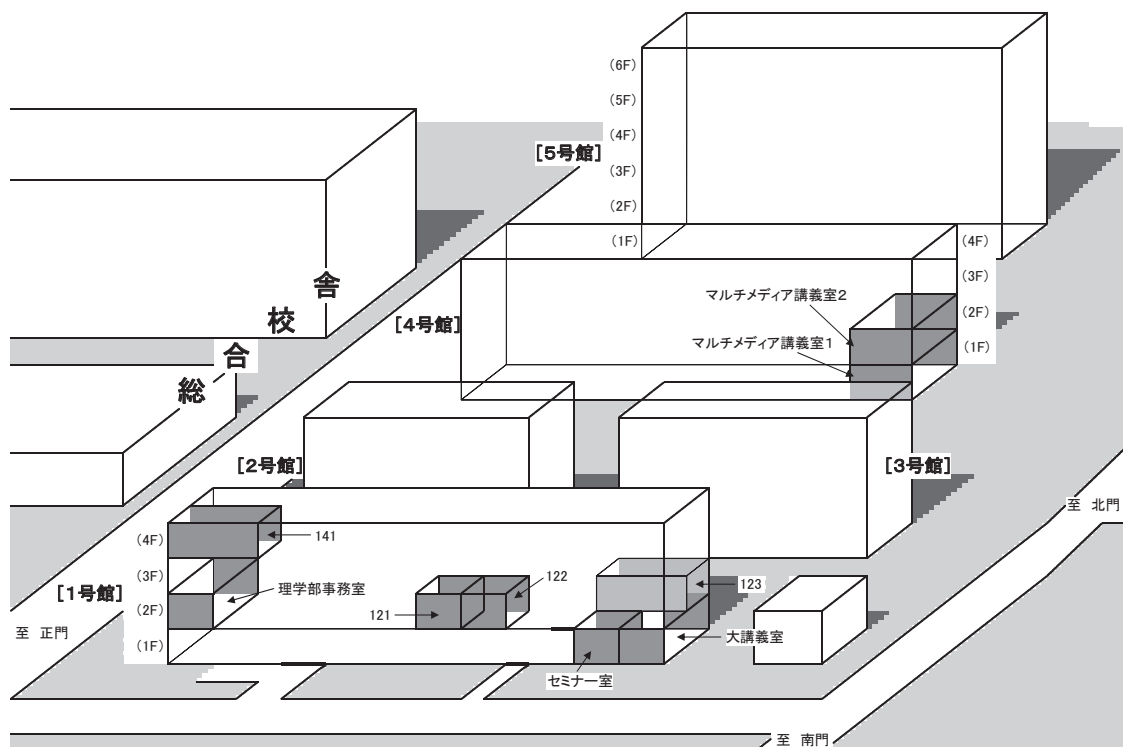 (6F)
(5F)
(4F)
[5号館]
(3F)
(2F)
(1F)
(4F)
(3F)
(2F)
(1F)
マルチメディア講義室2
マルチメディア講義室1
[4号館]
総合校舎
[2号館]
[3号館]
至 北門
(4F)
(3F)
(2F)
(1F)
141
[1号館]
理学部事務室
121
122
123
至 正門
大講義室
セミナー室
至 南門